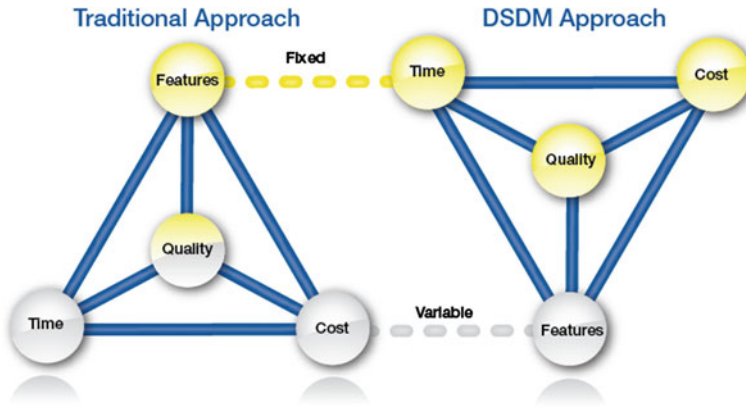 Traditional Approach
DSDM Approach
Features
Fixed
Time
Cost
Quality
Quality
Time
Cost
Variable
Features